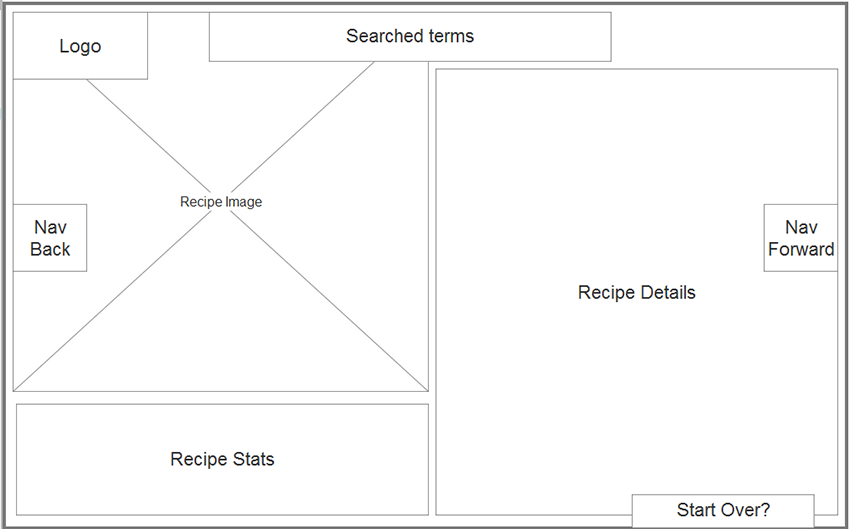 Logo
Searched terms
Recipe Image
Nav
Back
Nav
Forward
Recipe Details
Recipe Stats
Start Over?